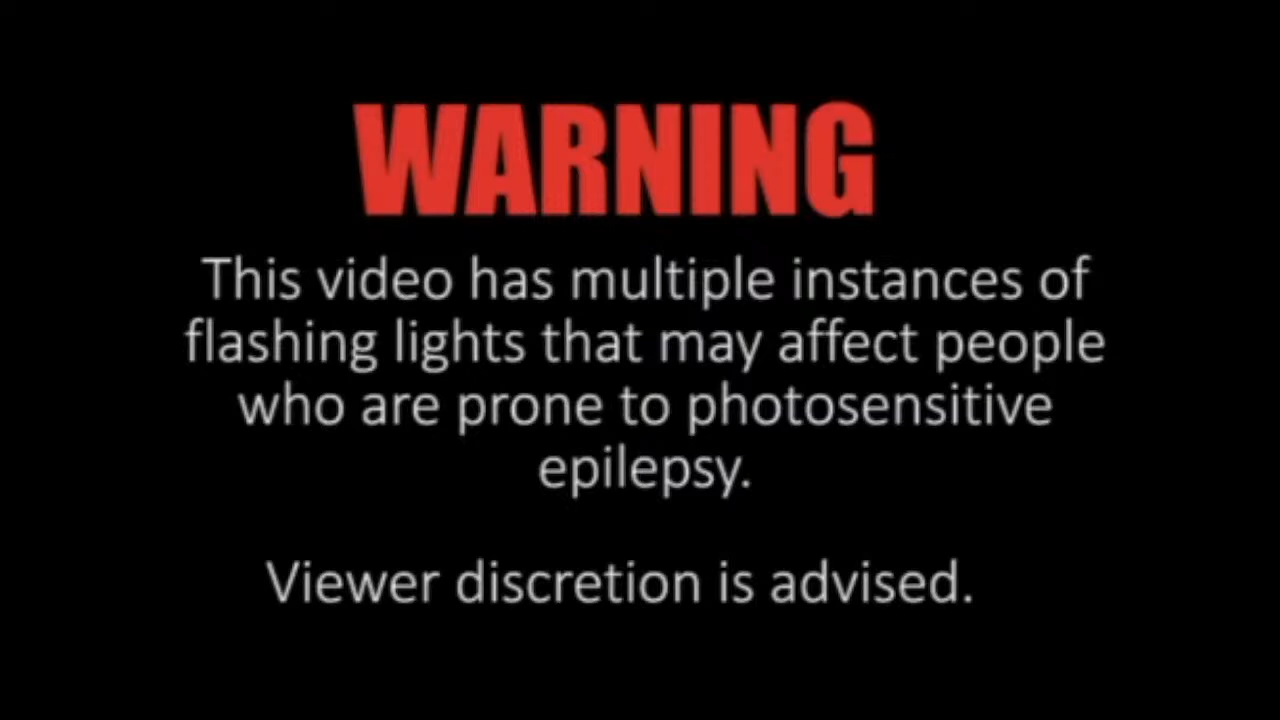 WARNING
This video has multiple instances of
flashing lights that may affect people
who are prone to photosensitive
epilepsy.
Viewer discretion is advised.